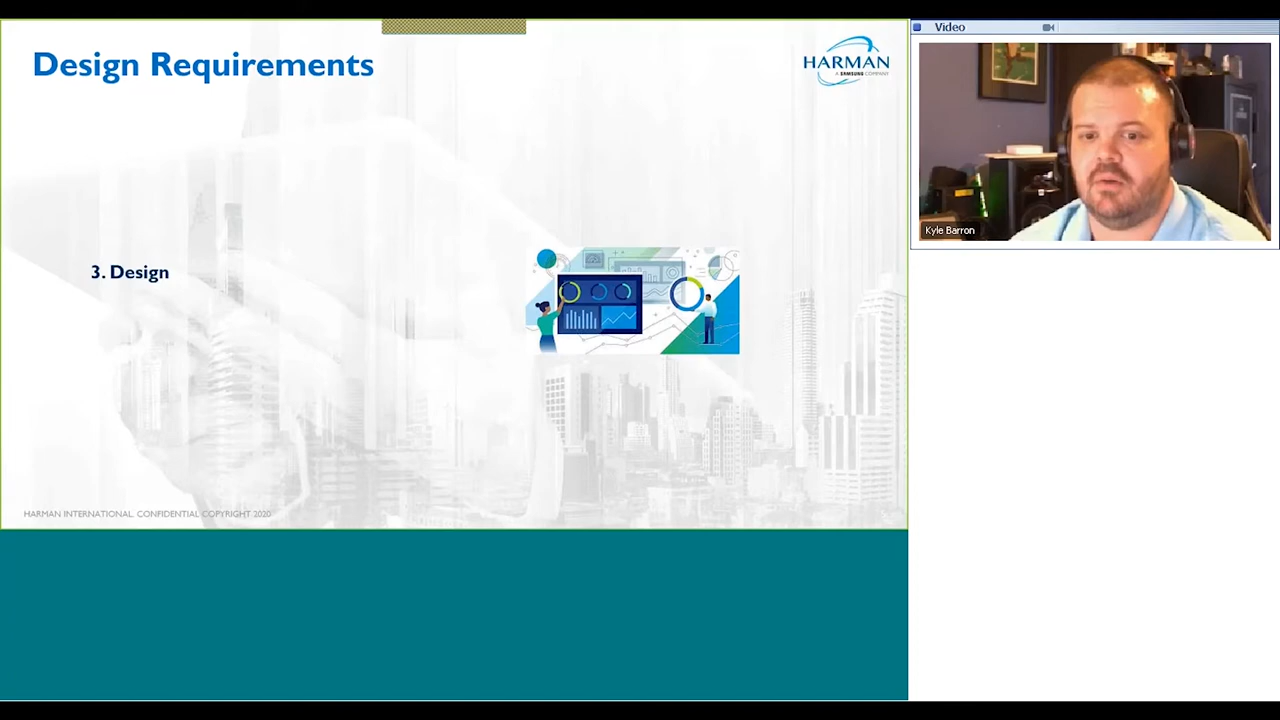 Design Requirements
HARMAN
A SAMSUNG COMPANY
3. Design
HARMAN INTERNATIONAL. CONFIDENTIAL COPYRIGHT 2020
Video
Kyle Barron